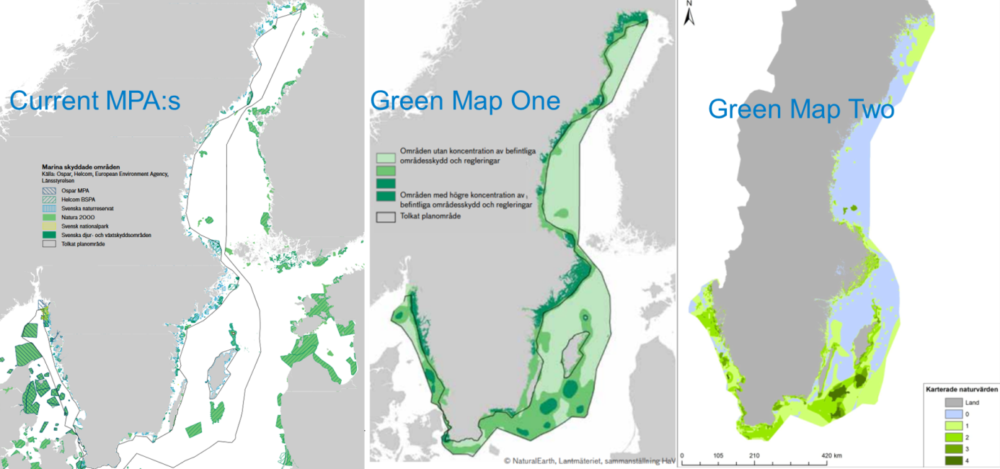 Current MPA:s
Marina skyddade områden
Källa: Ospar, Helcom, European Environment Agency,
Länsstyrelsen
Ospar MPA
Helcom BSPA
Svenska naturreservat
Natura 2000
Svensk nationalpark
Svenska djur- och växtskyddsområden
Tolkat planområde
Green Map One
Områden utan koncentration av befintliga
områdesskydd och regleringar
Områden med högre koncentration av
befintliga områdesskydd och regleringar
Tolkat planområde
© NaturalEarth, Lantmäteriet, sammanställning HaV
N
Green Map Two
Karterade naturvärden
Land
0
1
2
3
4
0 105 210 420 km